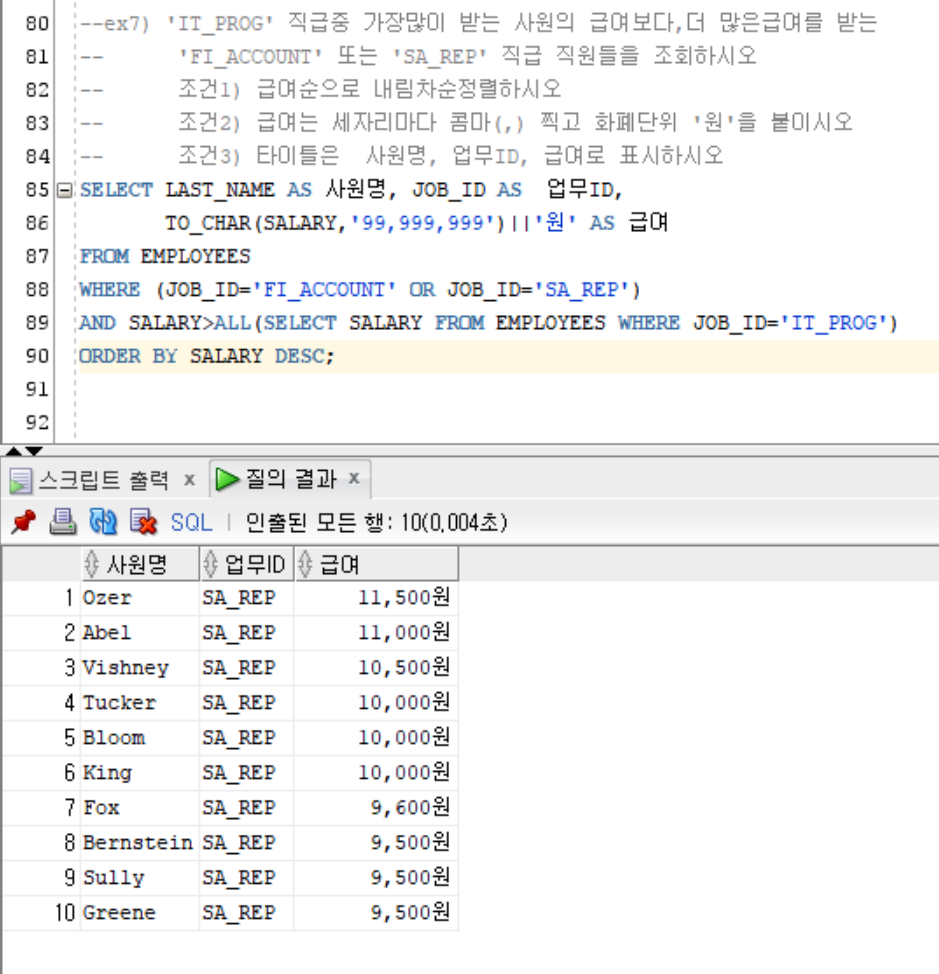 80 --ex7) 'IT_PROG' 직급중 가장많이 받는 사원의 급여보다,더 많은급여를 받는
81 -- 'FI_ACCOUNT' 또는 'SA_REP' 직급 직원들을 조회하시오
82 -- 조건1) 급여순으로 내림차순정렬하시오
83 -- 조건2) 급여는 세자리마다 콤마(,) 찍고 화폐단위 '원'을 붙이시오
84 -- 조건3) 타이틀은 사원명, 업무ID, 급여로 표시하시오
85 SELECT LAST_NAME AS 사원명, JOB_ID AS 업무ID,
86 TO_CHAR(SALARY,'99,999,999')||'원' AS 급여
87 FROM EMPLOYEES
88 WHERE (JOB_ID='FI_ACCOUNT' OR JOB_ID='SA_REP')
89 AND SALARY>ALL(SELECT SALARY FROM EMPLOYEES WHERE JOB_ID='IT_PROG')
90 ORDER BY SALARY DESC;
91
92
스크립트 출력 x 질의 결과 x
SQL | 인출된 모든 행: 10(0,004초)
사원명 업무ID 급여
1 Ozer SA_REP 11,500원
2 Abel SA_REP 11,000원
3 Vishney SA_REP 10,500원
4 Tucker SA_REP 10,000원
5 Bloom SA_REP 10,000원
6 King SA_REP 10,000원
7 Fox SA_REP 9,600원
8 Bernstein SA_REP 9,500원
9 Sully SA_REP 9,500원
10 Greene SA_REP 9,500원